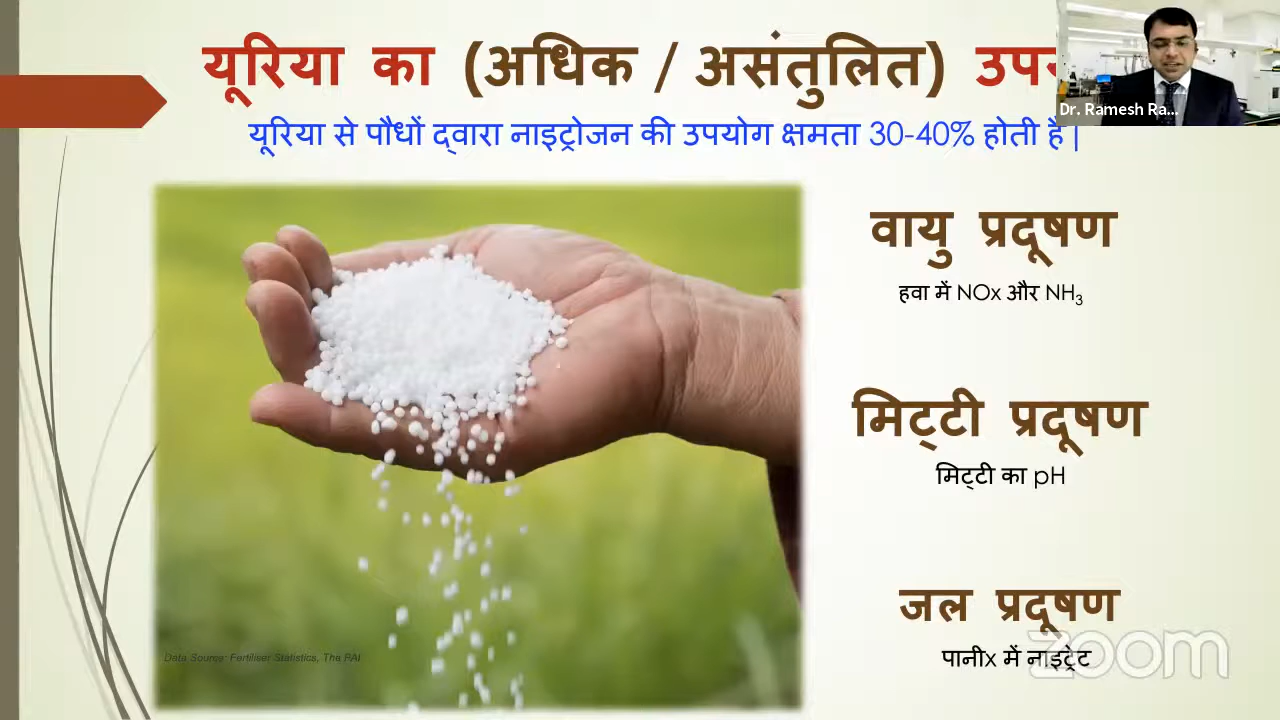 यूरिया का (अधिक / असंतुलित)
Dr. Ramesh Ra...
यूरिया से पौधों द्वारा नाइट्रोजन की उपयोग क्षमता 30-40% होती है |
वायु प्रदूषण
हवा में NOx और NH₃
मिट्टी प्रदूषण
मिट्टी का pH
जल प्रदूषण
पानीx में नाइट्रेट
Data Source: Fertiliser Statistics, The FAI
zoom